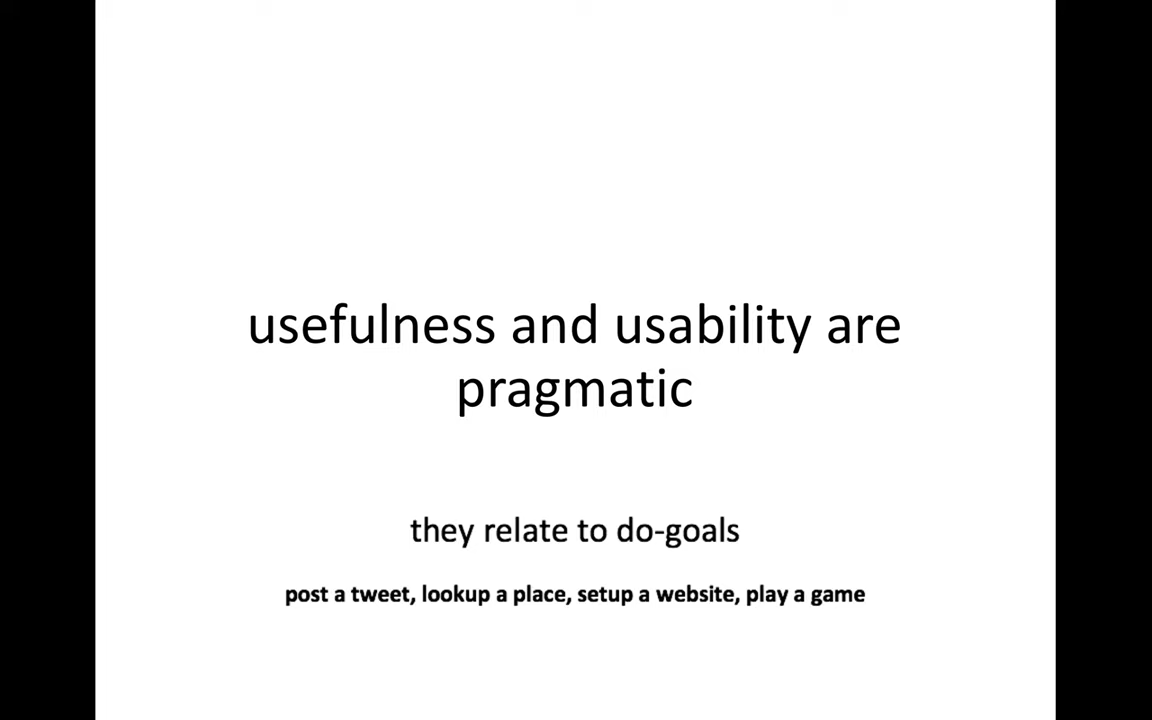 usefulness and usability are
pragmatic
they relate to do-goals
post a tweet, lookup a place, setup a website, play a game